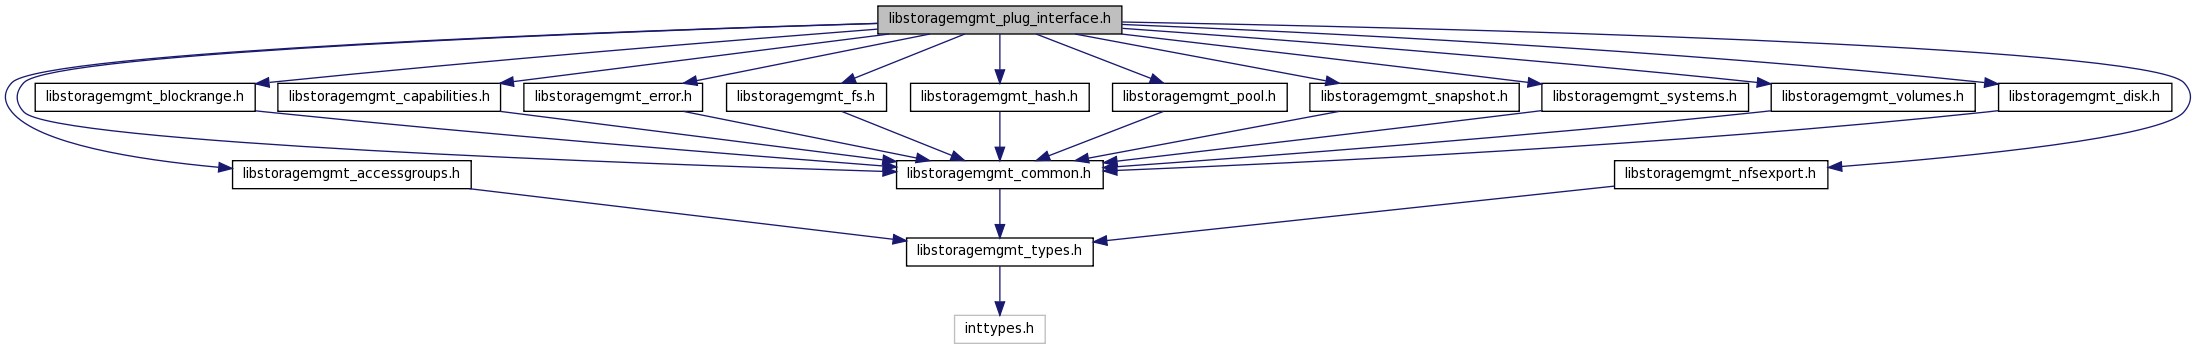 libstoragemgmt_plug_interface.h
libstoragemgmt_blockrange.h
libstoragemgmt_capabilities.h
libstoragemgmt_error.h
libstoragemgmt_fs.h
libstoragemgmt_hash.h
libstoragemgmt_pool.h
libstoragemgmt_snapshot.h
libstoragemgmt_systems.h
libstoragemgmt_volumes.h
libstoragemgmt_disk.h
libstoragemgmt_accessgroups.h
libstoragemgmt_common.h
libstoragemgmt_nfsexport.h
libstoragemgmt_types.h
inttypes.h